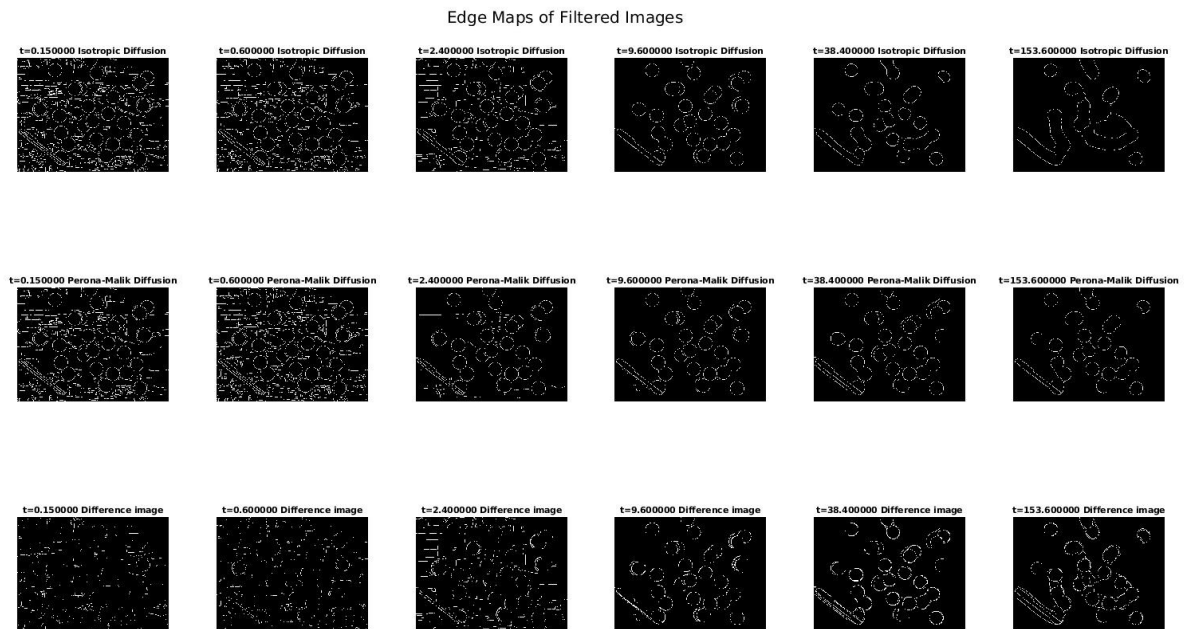 Edge Maps of Filtered Images
t=0.150000 Isotropic Diffusion
t=0.600000 Isotropic Diffusion
t=2.400000 Isotropic Diffusion
t=9.600000 Isotropic Diffusion
t=38.400000 Isotropic Diffusion
t=153.600000 Isotropic Diffusion
t=0.150000 Perona-Malik Diffusion
t=0.600000 Perona-Malik Diffusion
t=2.400000 Perona-Malik Diffusion
t=9.600000 Perona-Malik Diffusion
t=38.400000 Perona-Malik Diffusion
t=153.600000 Perona-Malik Diffusion
t=0.150000 Difference image
t=0.600000 Difference image
t=2.400000 Difference image
t=9.600000 Difference image
t=38.400000 Difference image
t=153.600000 Difference image